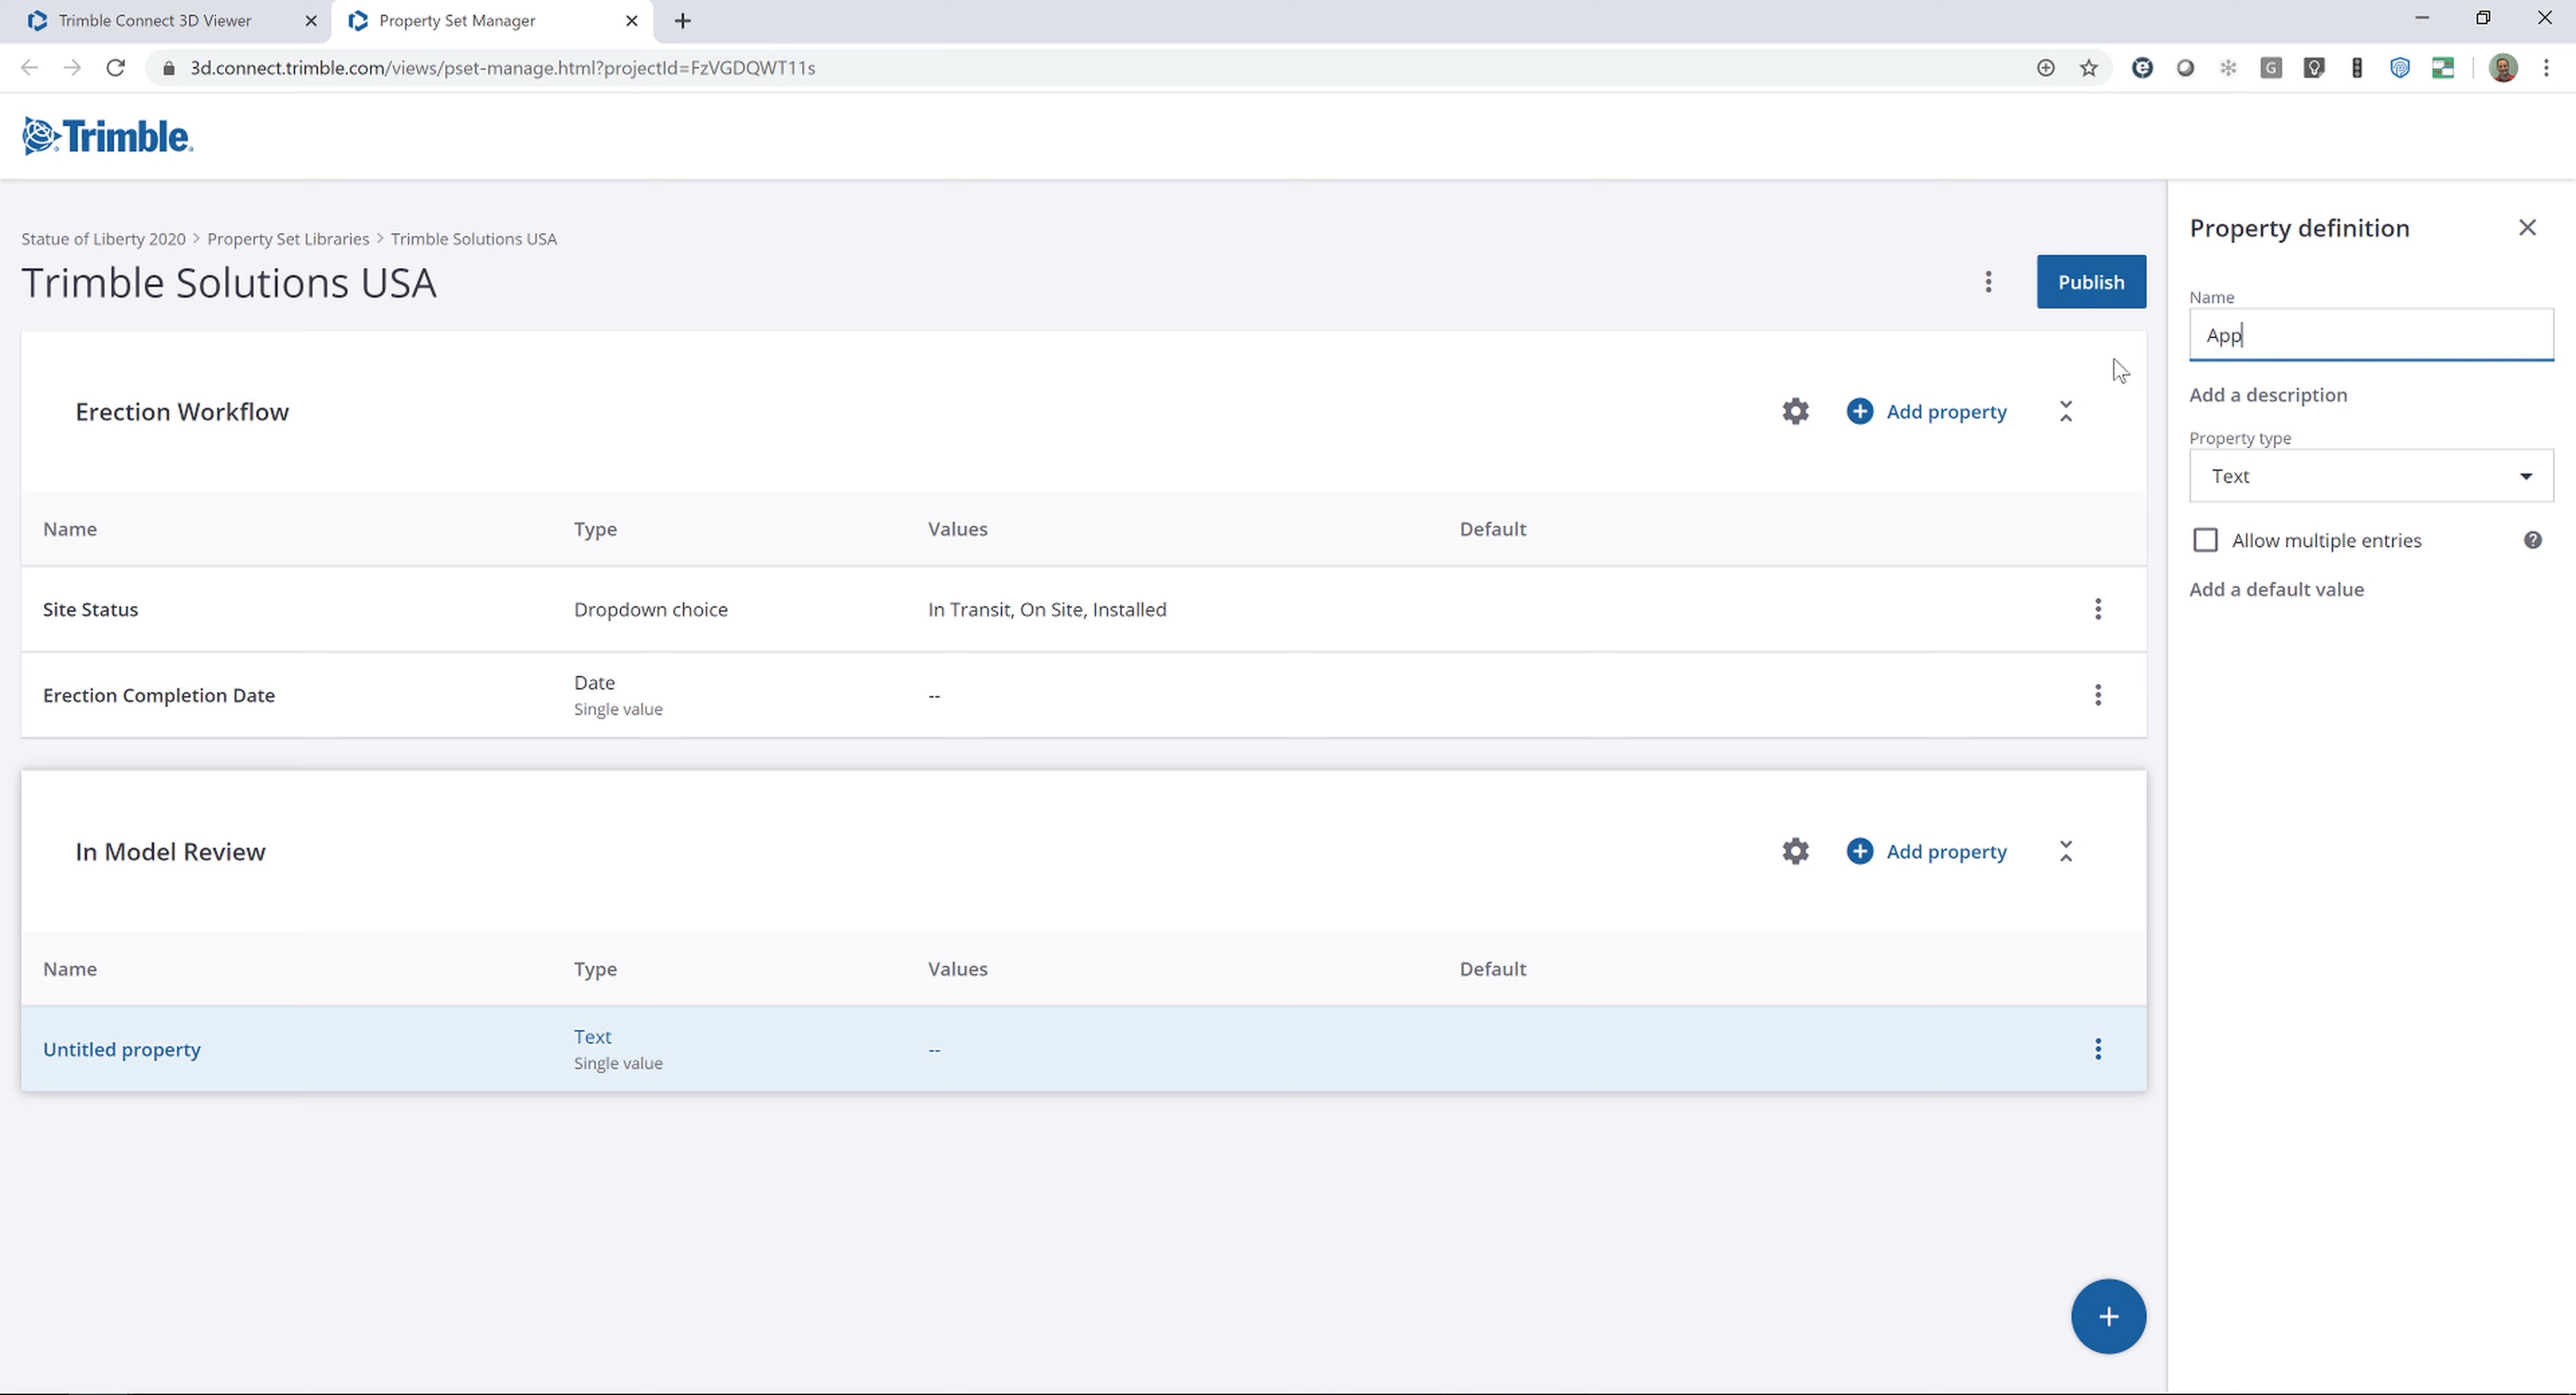 Trimble Connect 3D Viewer
Property Set Manager
3d.connect.trimble.com/views/pset-manage.html?projectId=FzVGDQWT11s
G
Trimble
Statue of Liberty 2020 > Property Set Libraries > Trimble Solutions USA
Trimble Solutions USA
Publish
Erection Workflow
Add property
Name Type Values Default
Site Status Dropdown choice In Transit, On Site, Installed
Erection Completion Date Date --
Single value
In Model Review
Add property
Name Type Values Default
Untitled property Text --
Single value
Property definition
Name
App
Add a description
Property type
Text
Allow multiple entries
Add a default value